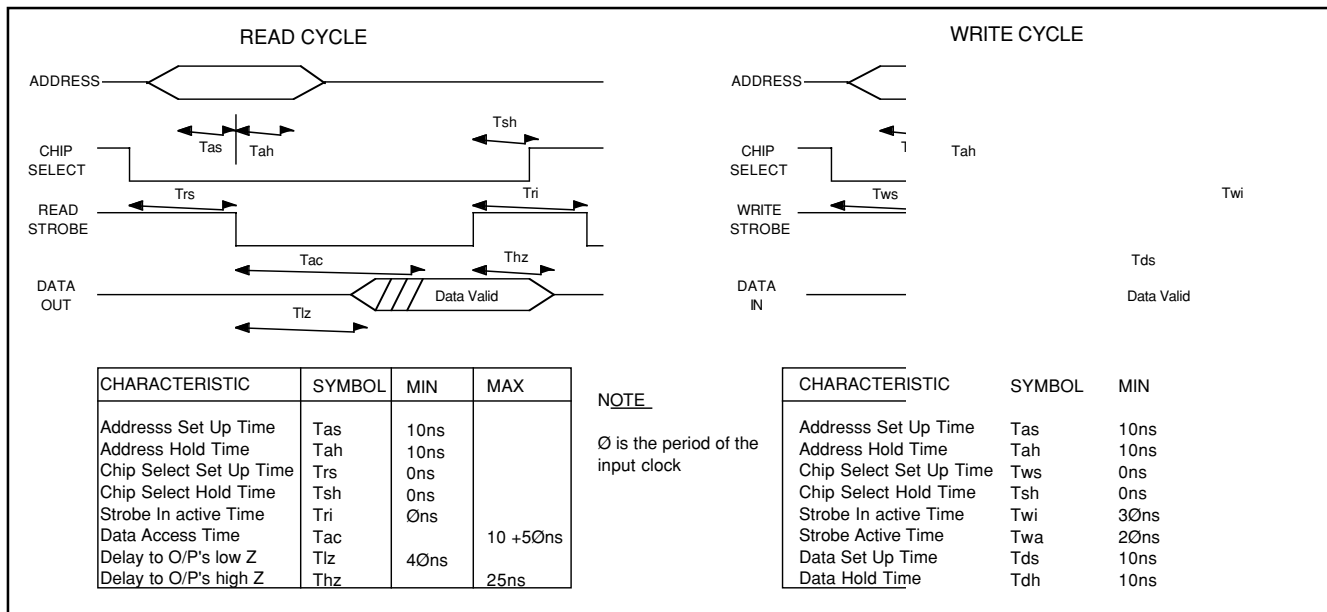 READ CYCLE
ADDRESS
Tas
Tah
Tsh
CHIP
SELECT
Trs
Tri
READ
STROBE
Tac
Thz
DATA
OUT
Data Valid
Tlz
CHARACTERISTIC SYMBOL MIN MAX
Addresss Set Up Time Tas 10ns
Address Hold Time Tah 10ns
Chip Select Set Up Time Trs 0ns
Chip Select Hold Time Tsh 0ns
Strobe In active Time Tri Øns
Data Access Time Tac 10 +5Øns
Delay to O/P's low Z Tlz 4Øns
Delay to O/P's high Z Thz 25ns
NOTE
Ø is the period of the
input clock
WRITE CYCLE
ADDRESS
Tah
CHIP
SELECT
Tws
Twi
WRITE
STROBE
Tds
DATA
IN
Data Valid
CHARACTERISTIC SYMBOL MIN
Addresss Set Up Time Tas 10ns
Address Hold Time Tah 10ns
Chip Select Set Up Time Tws 0ns
Chip Select Hold Time Tsh 0ns
Strobe In active Time Twi 3Øns
Strobe Active Time Twa 2Øns
Data Set Up Time Tds 10ns
Data Hold Time Tdh 10ns